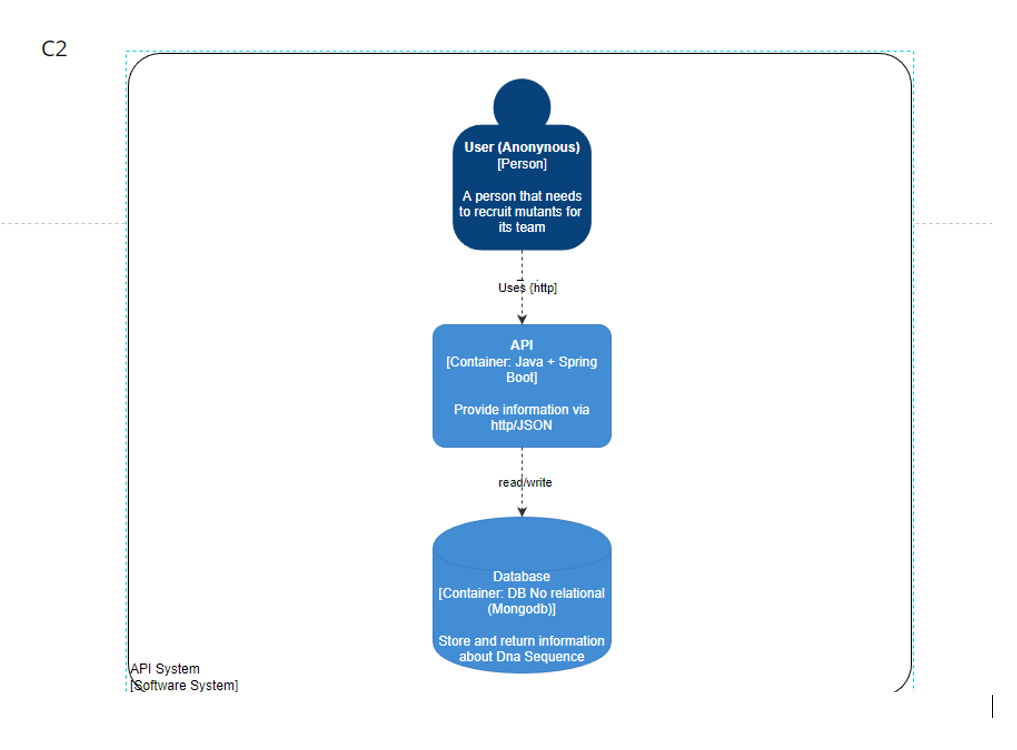 C2
User (Anonynous)
[Person]
A person that needs
to recruit mutants for
its team
Uses {http]
API
[Container: Java + Spring
Boot]
Provide information via
http/JSON
read/write
Database
[Container: DB No relational
(Mongodb)]
Store and return information
about Dna Sequence
API System
[Software System]